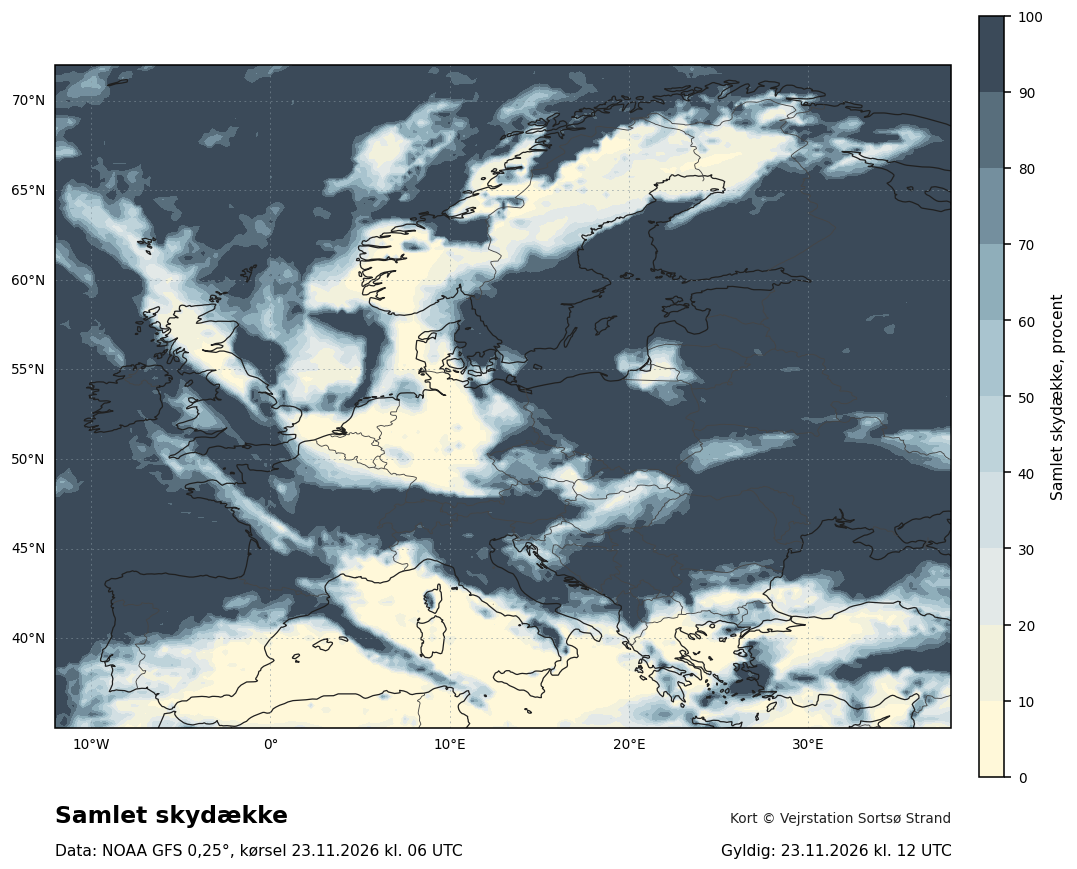 100
90
80
70
60
50
40
30
20
10
0
Samlet skydække, procent
70°N
65°N
60°N
55°N
50°N
45°N
40°N
10°W
0°
10°E
20°E
30°E
Samlet skydække
Kort © Vejrstation Sortsø Strand
Data: NOAA GFS 0,25°, kørsel 23.11.2026 kl. 06 UTC
Gyldig: 23.11.2026 kl. 12 UTC